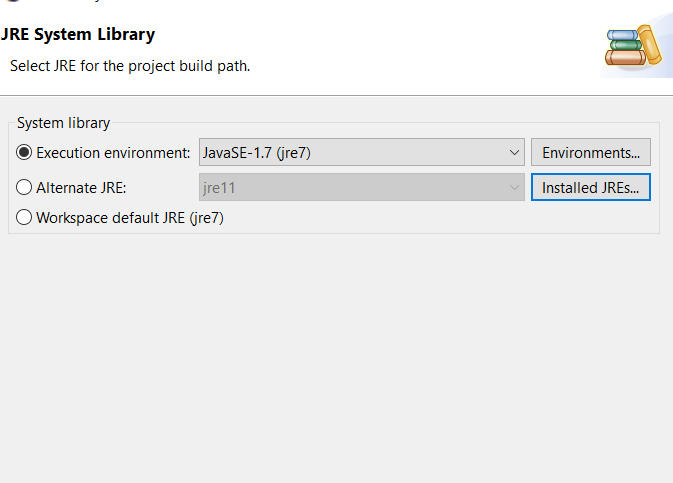 JRE System Library
Select JRE for the project build path.
System library
Execution environment: JavaSE-1.7 (jre7) Environments...
Alternate JRE: jre11 Installed JREs...
Workspace default JRE (jre7)